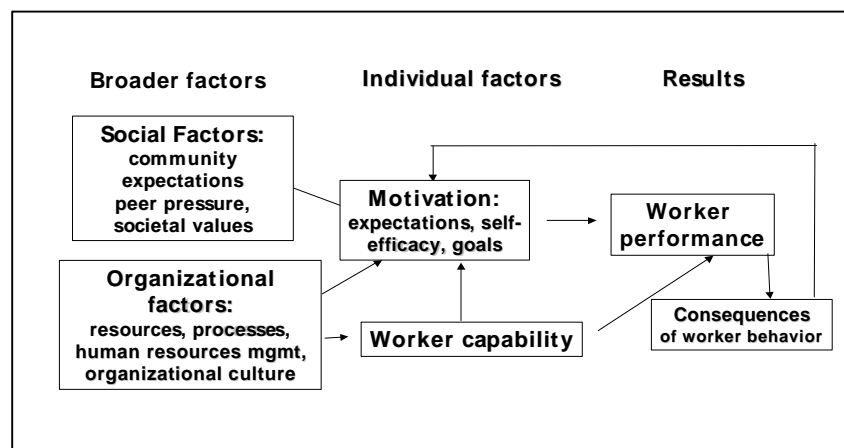 Broader factors
Individual factors
Results
Social Factors:
community
expectations
peer pressure,
societal values
Motivation:
expectations, self-
efficacy, goals
Worker
performance
Organizational
factors:
resources, processes,
human resources mgmt,
organizational culture
Worker capability
Consequences
of worker behavior